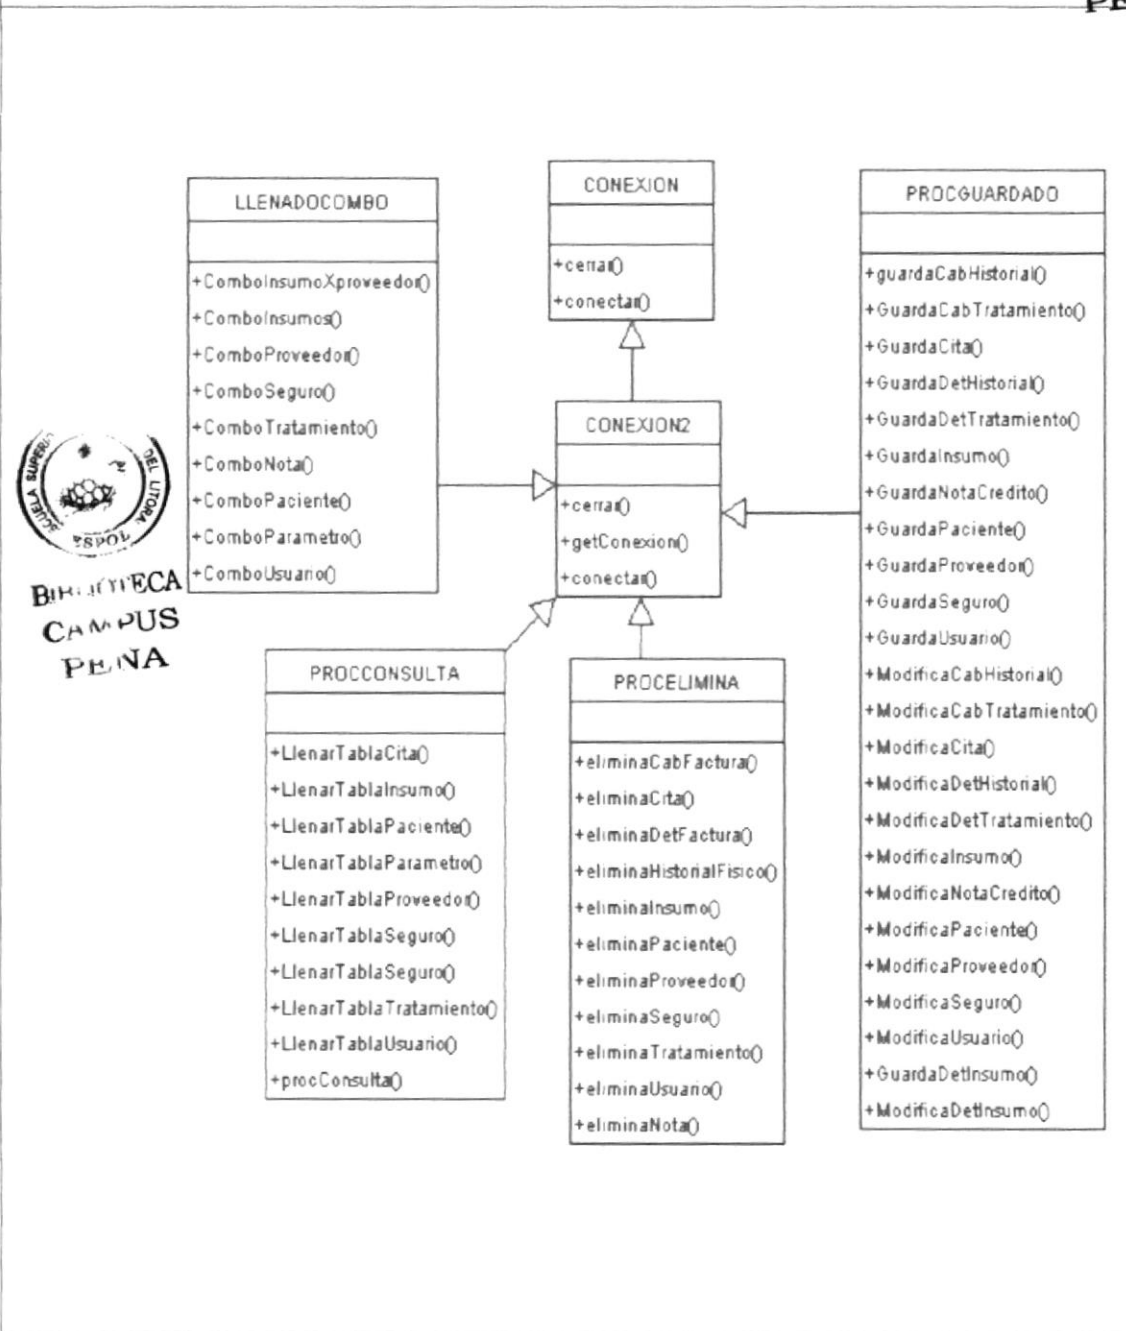 LLENADOCOMBO
+ComboInsumoXproveedor()
+ComboInsumos()
+ComboProveedor()
+ComboSeguro()
+ComboTratamiento()
+ComboNota()
+ComboPaciente()
+ComboParametro()
+ComboUsuario()
CONEXION
+cerrar()
+conectar()
PROCGUARDADO
+guardaCabHistorial()
+GuardaCabTratamiento()
+GuardaCita()
+GuardaDetHistorial()
+GuardaDetTratamiento()
+GuardaInsumo()
+GuardaNotaCredito()
+GuardaPaciente()
+GuardaProveedor()
+GuardaSeguro()
+GuardaUsuario()
+ModificaCabHistorial()
+ModificaCabTratamiento()
+ModificaCita()
+ModificaDetHistorial()
+ModificaDetTratamiento()
+ModificaInsumo()
+ModificaNotaCredito()
+ModificaPaciente()
+ModificaProveedor()
+ModificaSeguro()
+ModificaUsuario()
+GuardaDetInsumo()
+ModificaDetInsumo()
CONEXION2
+cerrar()
+getConexion()
+conectar()
DEL LITORAL
ESPOL
BIBLIOTECA
CAMPUS
PEÑA
PROCCONSULTA
+LlenarTablaCita()
+LlenarTablaInsumo()
+LlenarTablaPaciente()
+LlenarTablaParametro()
+LlenarTablaProveedor()
+LlenarTablaSeguro()
+LlenarTablaSeguro()
+LlenarTablaTratamiento()
+LlenarTablaUsuario()
+procConsulta()
PROCELIMINA
+eliminaCabFactura()
+eliminaCita()
+eliminaDetFactura()
+eliminaHistorialFisico()
+eliminaInsumo()
+eliminaPaciente()
+eliminaProveedor()
+eliminaSeguro()
+eliminaTratamiento()
+eliminaUsuario()
+eliminaNota()